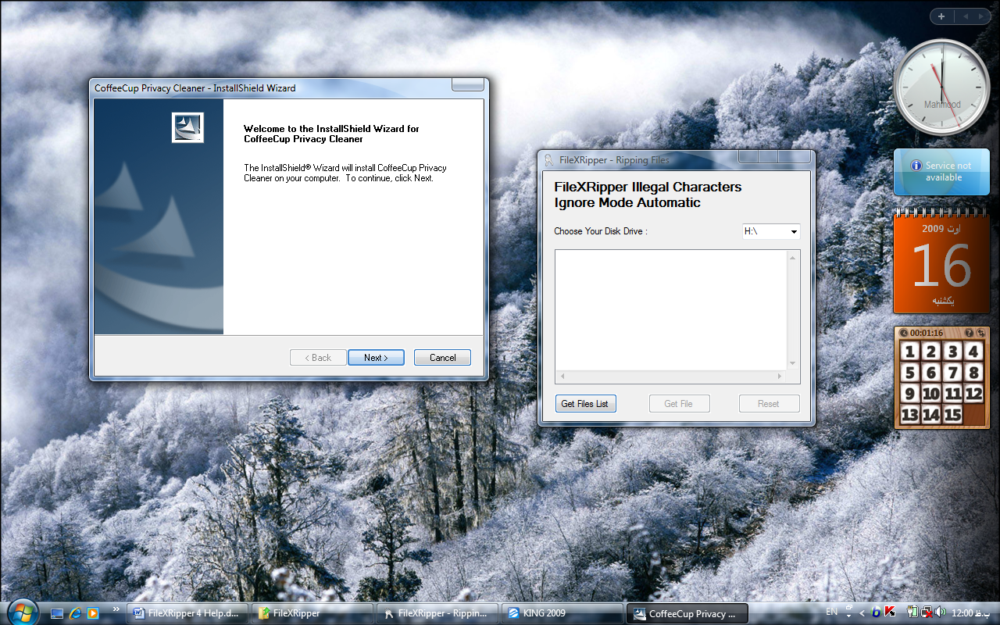 CoffeeCup Privacy Cleaner - InstallShield Wizard
Welcome to the InstallShield Wizard for
CoffeeCup Privacy Cleaner
The InstallShield® Wizard will install CoffeeCup Privacy
Cleaner on your computer. To continue, click Next.
< Back
Next >
Cancel
FileXRipper - Ripping Files
FileXRipper Illegal Characters
Ignore Mode Automatic
Choose Your Disk Drive :
H:\
Get Files List
Get File
Reset
Mahmood
Service not
available
اوت 2009
16
یکشنبه
00:01:16
1 2 3 4
5 6 7 8
9 10 11 12
13 14 15
FileXRipper 4 Help.d...
FileXRipper
FileXRipper - Rippin...
KING 2009
CoffeeCup Privacy ...
EN
12:00 ب.ظ